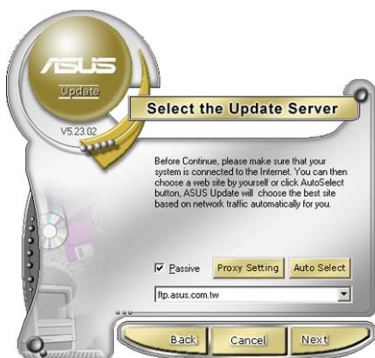 ASUS
Update
V5.23.02
Select the Update Server
Before Continue, please make sure that your
system is connected to the Internet. You can then
choose a web site by yourself or click AutoSelect
button, ASUS Update will choose the best site
based on network traffic automatically for you.
Passive
Proxy Setting
Auto Select
ftp.asus.com.tw
Back
Cancel
Next